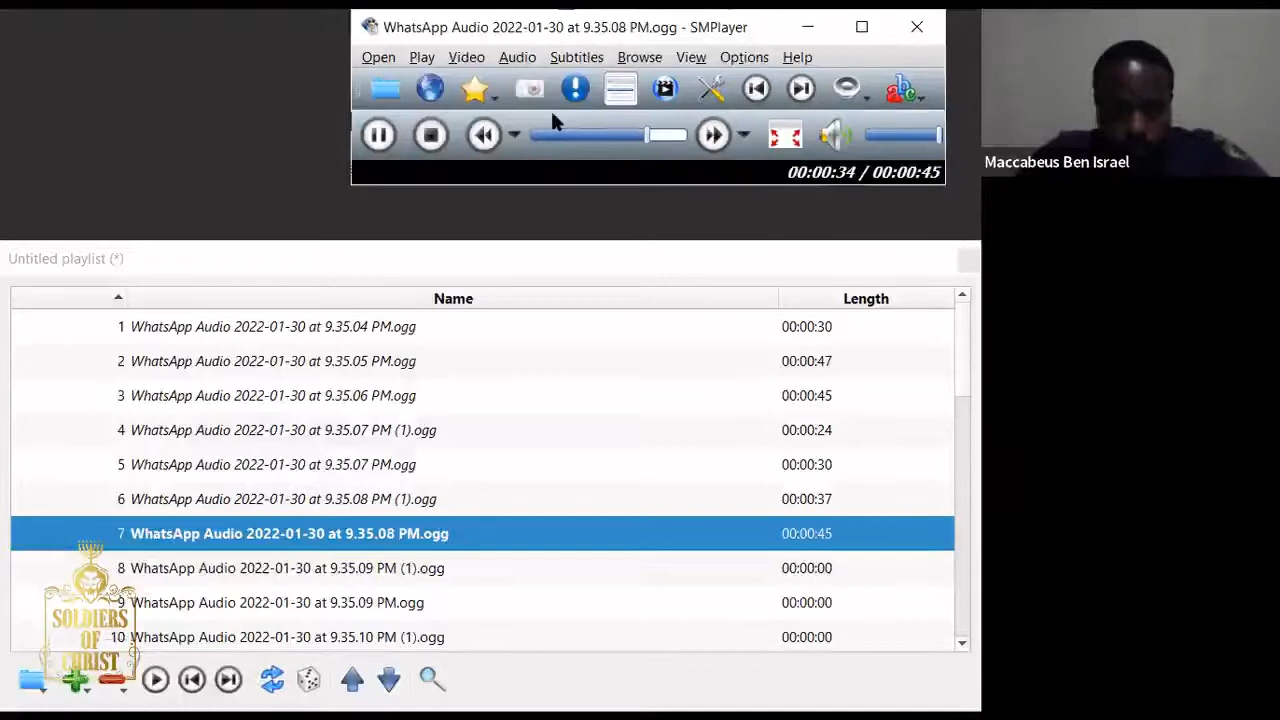 WhatsApp Audio 2022-01-30 at 9.35.08 PM.ogg - SMPlayer
Open Play Video Audio Subtitles Browse View Options Help
abc
00:00:34 / 00:00:45
Maccabeus Ben Israel
Untitled playlist (*)
Name Length
1 WhatsApp Audio 2022-01-30 at 9.35.04 PM.ogg 00:00:30
2 WhatsApp Audio 2022-01-30 at 9.35.05 PM.ogg 00:00:47
3 WhatsApp Audio 2022-01-30 at 9.35.06 PM.ogg 00:00:45
4 WhatsApp Audio 2022-01-30 at 9.35.07 PM (1).ogg 00:00:24
5 WhatsApp Audio 2022-01-30 at 9.35.07 PM.ogg 00:00:30
6 WhatsApp Audio 2022-01-30 at 9.35.08 PM (1).ogg 00:00:37
7 WhatsApp Audio 2022-01-30 at 9.35.08 PM.ogg 00:00:45
8 WhatsApp Audio 2022-01-30 at 9.35.09 PM (1).ogg 00:00:00
9 WhatsApp Audio 2022-01-30 at 9.35.09 PM.ogg 00:00:00
10 WhatsApp Audio 2022-01-30 at 9.35.10 PM (1).ogg 00:00:00
SOLDIERS
OF
CHRIST